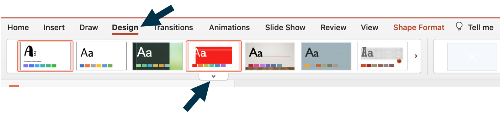 Home Insert Draw Design Transitions Animations Slide Show Review View Shape Format Tell me
Aa Aa Aa Aa Aa Aa Aa